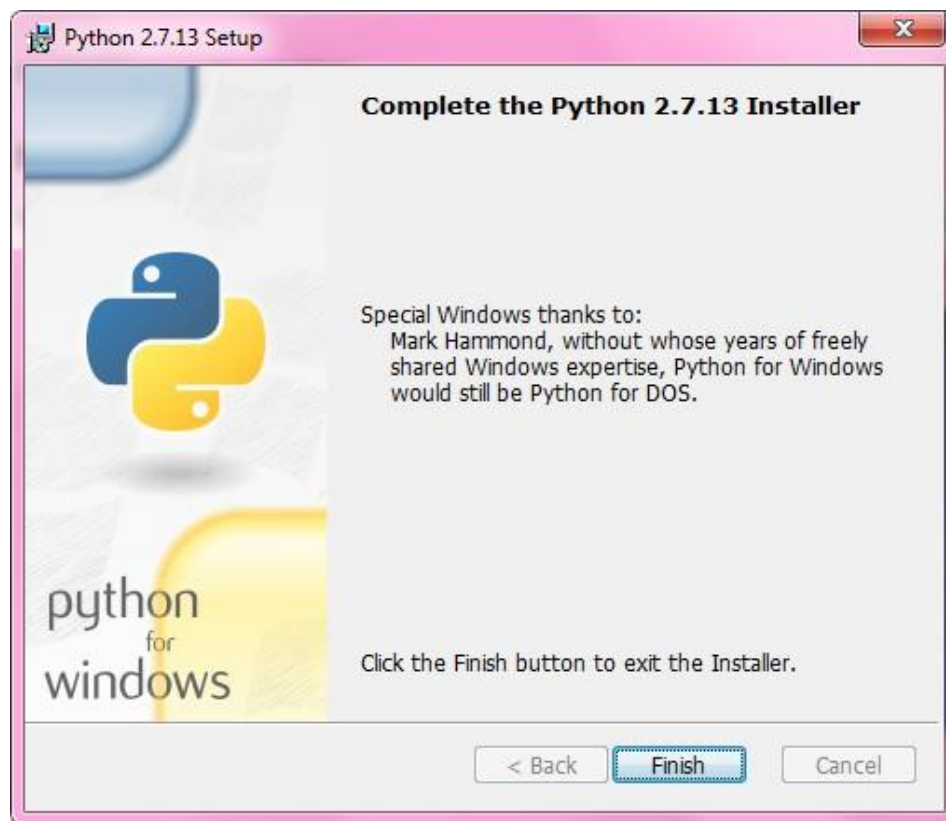 Python 2.7.13 Setup
Complete the Python 2.7.13 Installer
Special Windows thanks to:
Mark Hammond, without whose years of freely
shared Windows expertise, Python for Windows
would still be Python for DOS.
python
for
windows
Click the Finish button to exit the Installer.
< Back Finish Cancel